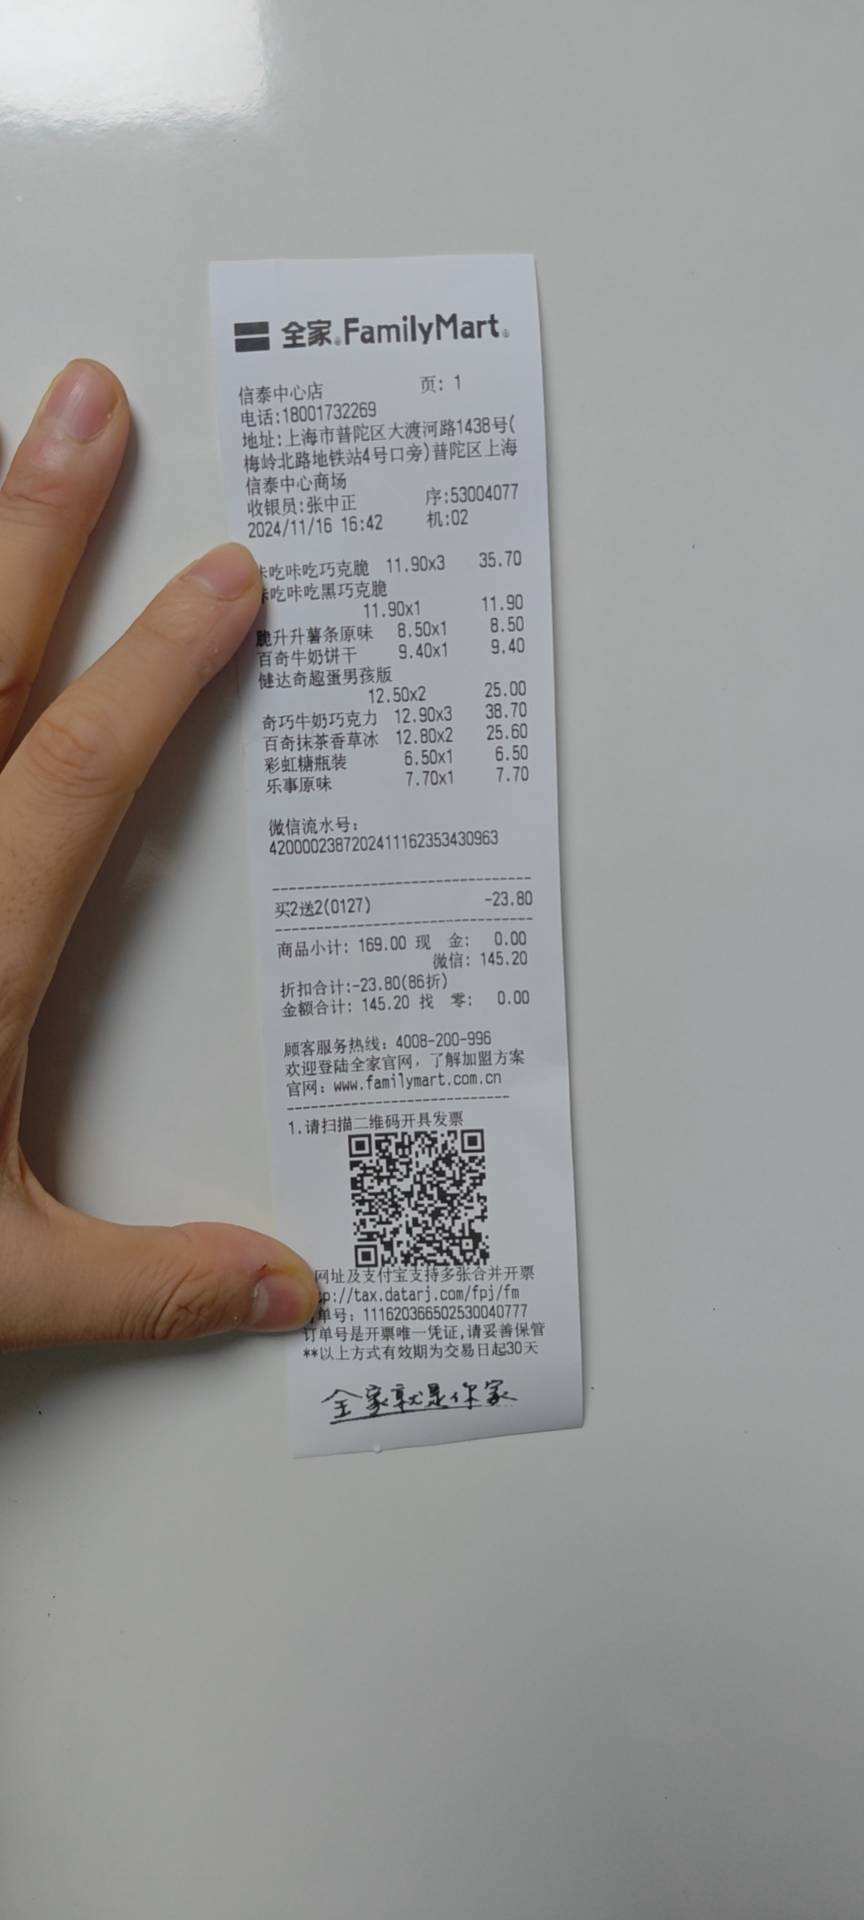 全家 FamilyMart
信泰中心店 页: 1
电话:18001732269
地址:上海市普陀区大渡河路1438号(
梅岭北路地铁站4号口旁)普陀区上海
信泰中心商场
收银员:张中正 序:53004077
2024/11/16 16:42 机:02
吃咔吃巧克脆 11.90x3 35.70
吃咔吃黑巧克脆
11.90x1 11.90
脆升升薯条原味 8.50x1 8.50
百奇牛奶饼干 9.40x1 9.40
健达奇趣蛋男孩版
12.50x2 25.00
奇巧牛奶巧克力 12.90x3 38.70
百奇抹茶香草冰 12.80x2 25.60
彩虹糖瓶装 6.50x1 6.50
乐事原味 7.70x1 7.70
微信流水号:
4200002387202411162353430963
买2送2(0127) -23.80
商品小计: 169.00 现 金: 0.00
微信: 145.20
折扣合计:-23.80(86折)
金额合计: 145.20 找 零: 0.00
顾客服务热线: 4008-200-996
欢迎登陆全家官网，了解加盟方案
官网: www.familymart.com.cn
1.请扫描二维码开具发票
网址及支付宝支持多张合并开票
p://tax.datarj.com/fpj/fm
单号: 111620366502530040777
订单号是开票唯一凭证,请妥善保管
**以上方式有效期为交易日起30天
全家就是你家